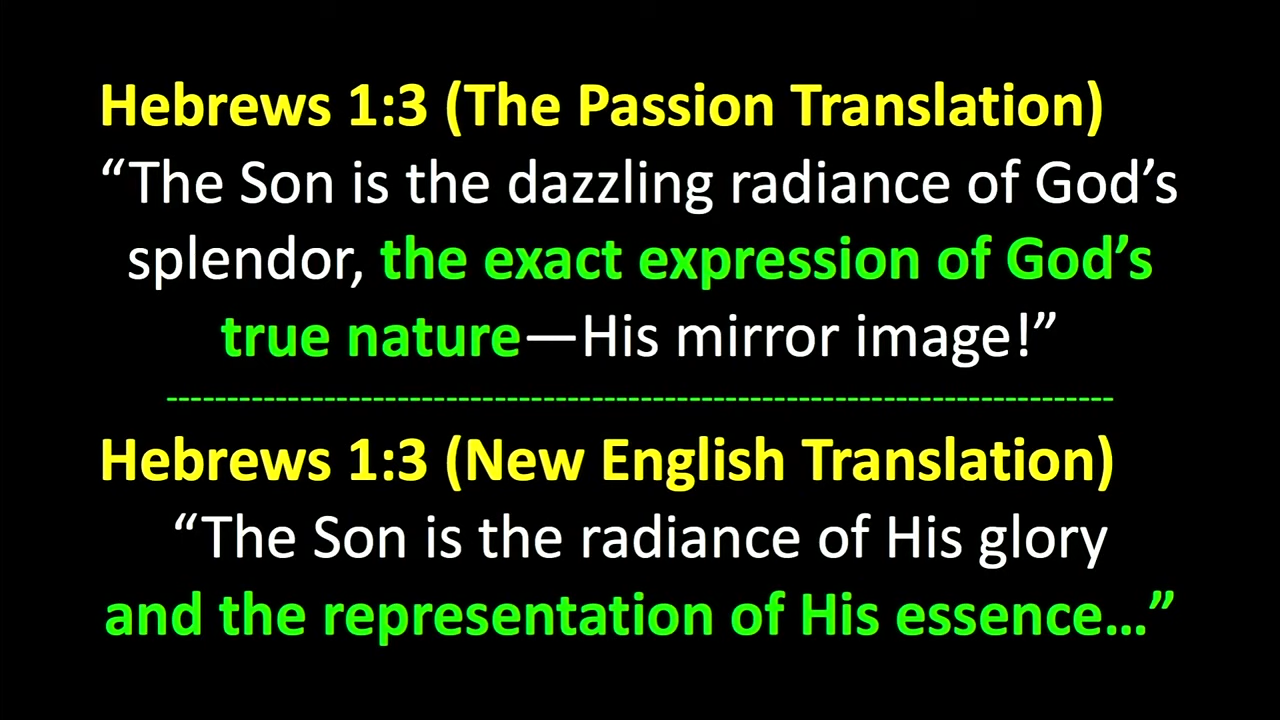 Hebrews 1:3 (The Passion Translation)
“The Son is the dazzling radiance of God’s
splendor, the exact expression of God’s
true nature—His mirror image!”
-------------------------------------------------------------------------------
Hebrews 1:3 (New English Translation)
“The Son is the radiance of His glory
and the representation of His essence…”